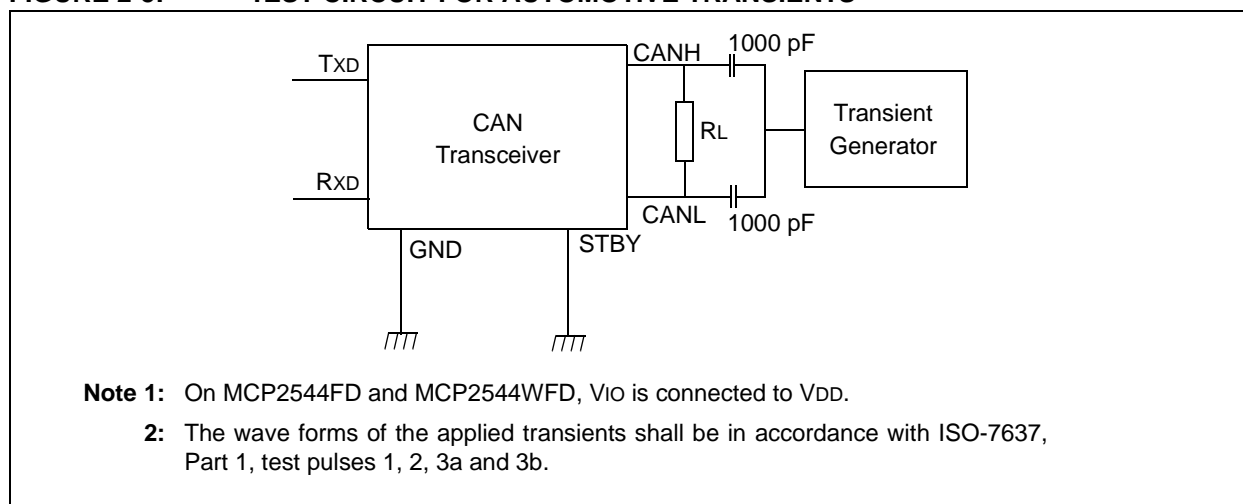 TXD
RXD
CAN
Transceiver
GND
STBY
CANH
CANL
1000 pF
RL
1000 pF
Transient
Generator
Note 1: On MCP2544FD and MCP2544WFD, VIO is connected to VDD.
2: The wave forms of the applied transients shall be in accordance with ISO-7637,
Part 1, test pulses 1, 2, 3a and 3b.